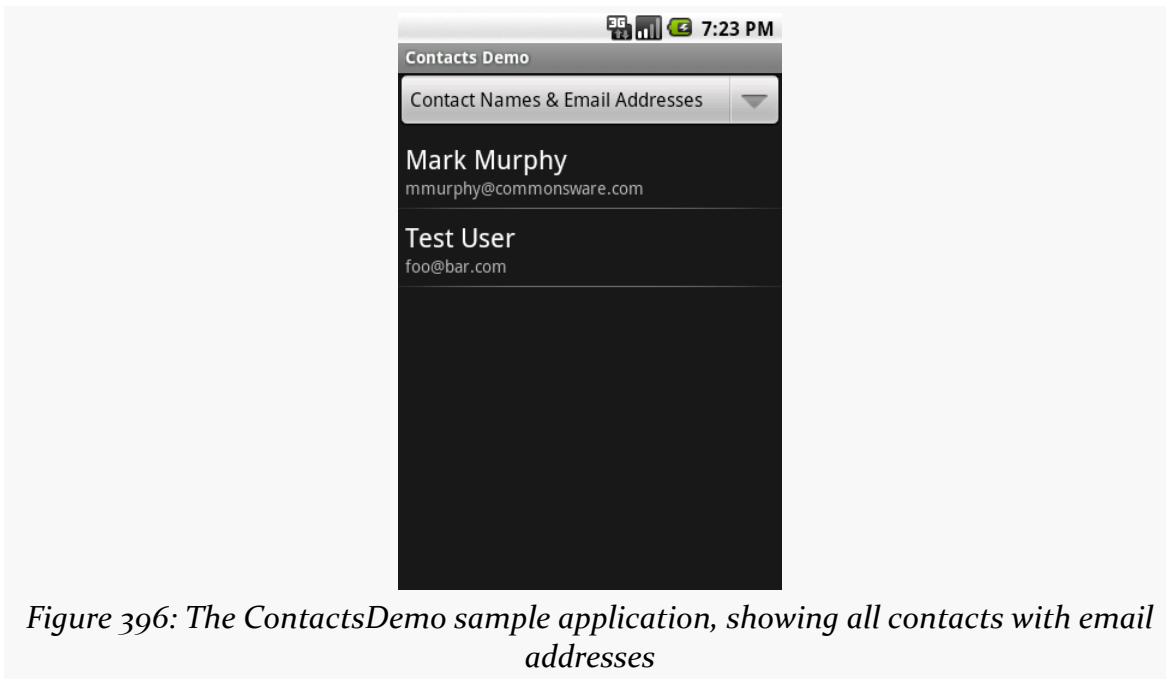 3G 7:23 PM
Contacts Demo
Contact Names & Email Addresses
Mark Murphy
mmurphy@commonsware.com
Test User
foo@bar.com
Figure 396: The ContactsDemo sample application, showing all contacts with email
addresses